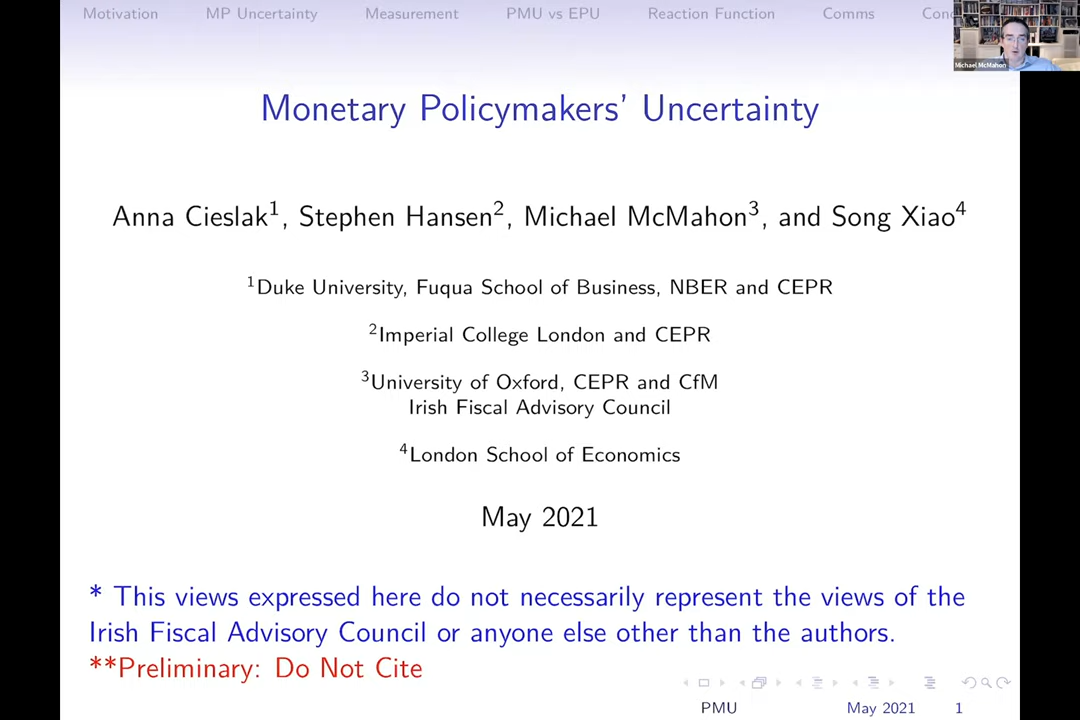 Motivation MP Uncertainty Measurement PMU vs EPU Reaction Function Comms Conc
Michael McMahon
Monetary Policymakers' Uncertainty
Anna Cieslak1, Stephen Hansen2, Michael McMahon3, and Song Xiao4
1Duke University, Fuqua School of Business, NBER and CEPR
2Imperial College London and CEPR
3University of Oxford, CEPR and CfM
Irish Fiscal Advisory Council
4London School of Economics
May 2021
* This views expressed here do not necessarily represent the views of the
Irish Fiscal Advisory Council or anyone else other than the authors.
**Preliminary: Do Not Cite
PMU May 2021 1